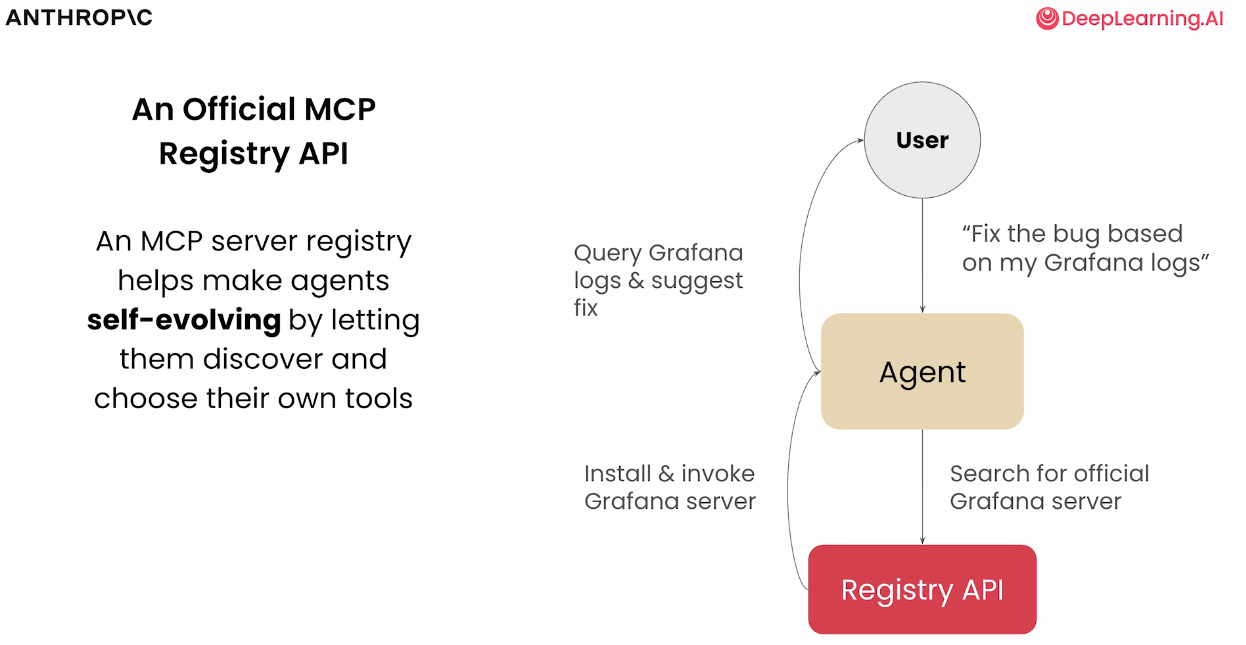 ANTHROP\C
DeepLearning.AI
An Official MCP
Registry API
An MCP server registry
helps make agents
self-evolving by letting
them discover and
choose their own tools
User
“Fix the bug based
on my Grafana logs”
Query Grafana
logs & suggest
fix
Agent
Install & invoke
Grafana server
Search for official
Grafana server
Registry API